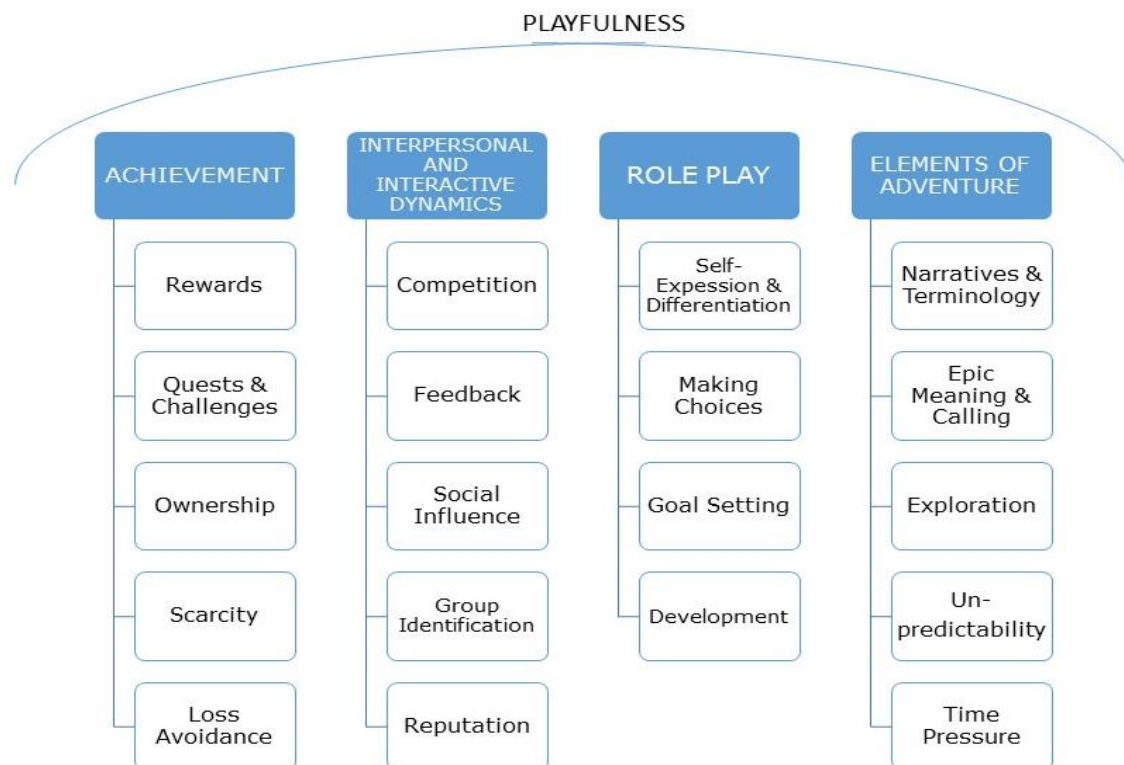 PLAYFULNESS
ACHIEVEMENT
Rewards
Quests &
Challenges
Ownership
Scarcity
Loss
Avoidance
INTERPERSONAL
AND
INTERACTIVE
DYNAMICS
Competition
Feedback
Social
Influence
Group
Identification
Reputation
ROLE PLAY
Self-
Expession &
Differentiation
Making
Choices
Goal Setting
Development
ELEMENTS OF
ADVENTURE
Narratives &
Terminology
Epic
Meaning &
Calling
Exploration
Un-
predictability
Time
Pressure